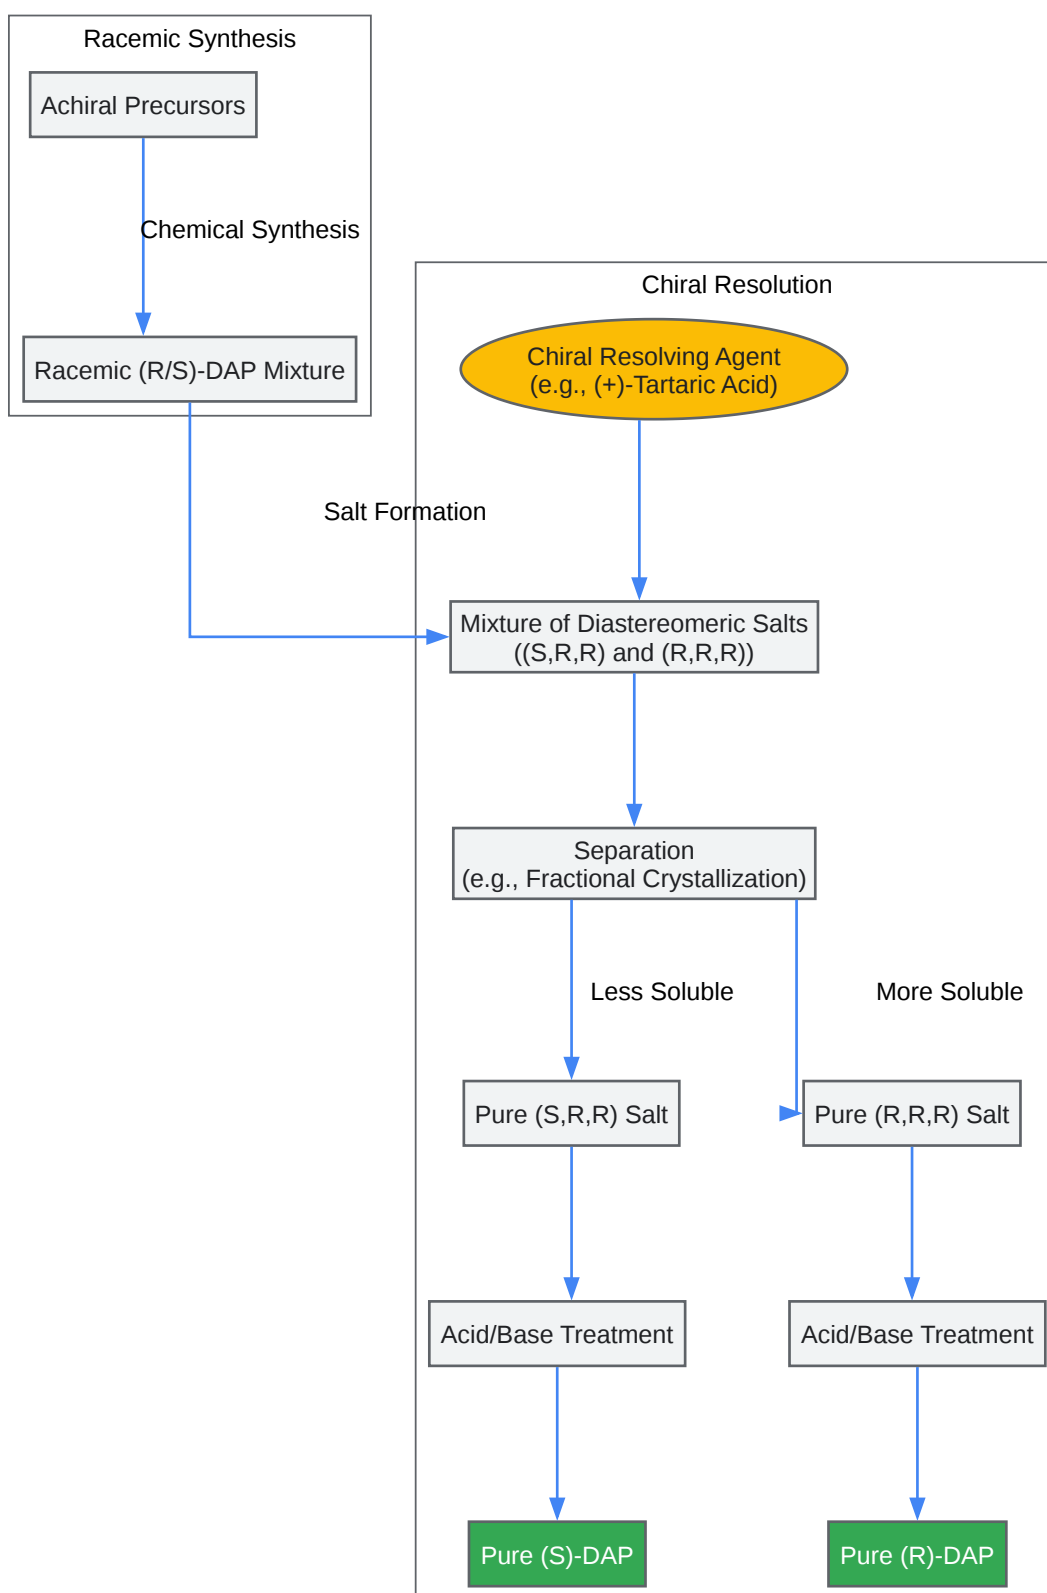 Racemic Synthesis
Achiral Precursors
Chemical Synthesis
Racemic (R/S)-DAP Mixture
Chiral Resolution
Chiral Resolving Agent
(e.g., (+)-Tartaric Acid)
Salt Formation
Mixture of Diastereomeric Salts
((S,R,R) and (R,R,R))
Separation
(e.g., Fractional Crystallization)
Less Soluble
More Soluble
Pure (S,R,R) Salt
Pure (R,R,R) Salt
Acid/Base Treatment
Acid/Base Treatment
Pure (S)-DAP
Pure (R)-DAP